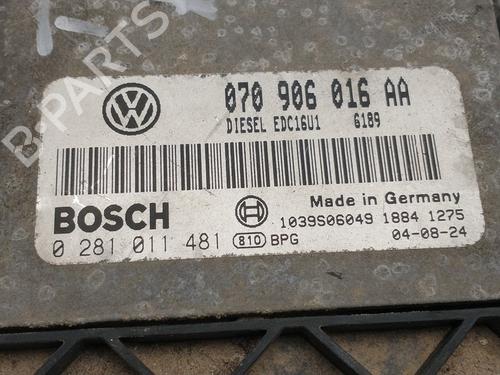 070 906 016 AA
DIESEL EDC16U1 6189
BOSCH
Made in Germany
1039S06049 1884 1275
0 281 011 481 810 BPG 04-08-24
B-PARTS